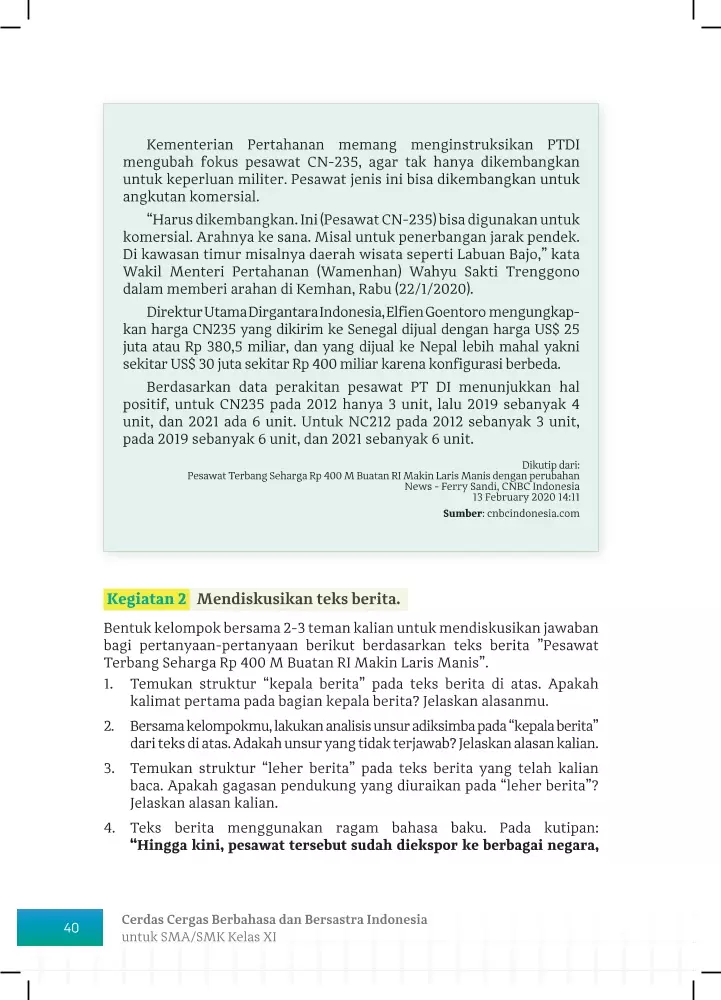 Kementerian Pertahanan memang menginstruksikan PTDI
mengubah fokus pesawat CN-235, agar tak hanya dikembangkan
untuk keperluan militer. Pesawat jenis ini bisa dikembangkan untuk
angkutan komersial.
“Harus dikembangkan. Ini (Pesawat CN-235) bisa digunakan untuk
komersial. Arahnya ke sana. Misal untuk penerbangan jarak pendek.
Di kawasan timur misalnya daerah wisata seperti Labuan Bajo,” kata
Wakil Menteri Pertahanan (Wamenhan) Wahyu Sakti Trenggono
dalam memberi arahan di Kemhan, Rabu (22/1/2020).
Direktur Utama Dirgantara Indonesia, Elfien Goentoro mengungkap-
kan harga CN235 yang dikirim ke Senegal dijual dengan harga US$ 25
juta atau Rp 380,5 miliar, dan yang dijual ke Nepal lebih mahal yakni
sekitar US$ 30 juta sekitar Rp 400 miliar karena konfigurasi berbeda.
Berdasarkan data perakitan pesawat PT DI menunjukkan hal
positif, untuk CN235 pada 2012 hanya 3 unit, lalu 2019 sebanyak 4
unit, dan 2021 ada 6 unit. Untuk NC212 pada 2012 sebanyak 3 unit,
pada 2019 sebanyak 6 unit, dan 2021 sebanyak 6 unit.
Dikutip dari:
Pesawat Terbang Seharga Rp 400 M Buatan RI Makin Laris Manis dengan perubahan
News - Ferry Sandi, CNBC Indonesia
13 February 2020 14:11
Sumber: cnbcindonesia.com
Kegiatan 2 Mendiskusikan teks berita.
Bentuk kelompok bersama 2-3 teman kalian untuk mendiskusikan jawaban
bagi pertanyaan-pertanyaan berikut berdasarkan teks berita ”Pesawat
Terbang Seharga Rp 400 M Buatan RI Makin Laris Manis”.
1. Temukan struktur “kepala berita” pada teks berita di atas. Apakah
kalimat pertama pada bagian kepala berita? Jelaskan alasanmu.
2. Bersama kelompokmu, lakukan analisis unsur adiksimba pada “kepala berita”
dari teks di atas. Adakah unsur yang tidak terjawab? Jelaskan alasan kalian.
3. Temukan struktur “leher berita” pada teks berita yang telah kalian
baca. Apakah gagasan pendukung yang diuraikan pada “leher berita”?
Jelaskan alasan kalian.
4. Teks berita menggunakan ragam bahasa baku. Pada kutipan:
“Hingga kini, pesawat tersebut sudah diekspor ke berbagai negara,
40
Cerdas Cergas Berbahasa dan Bersastra Indonesia
untuk SMA/SMK Kelas XI